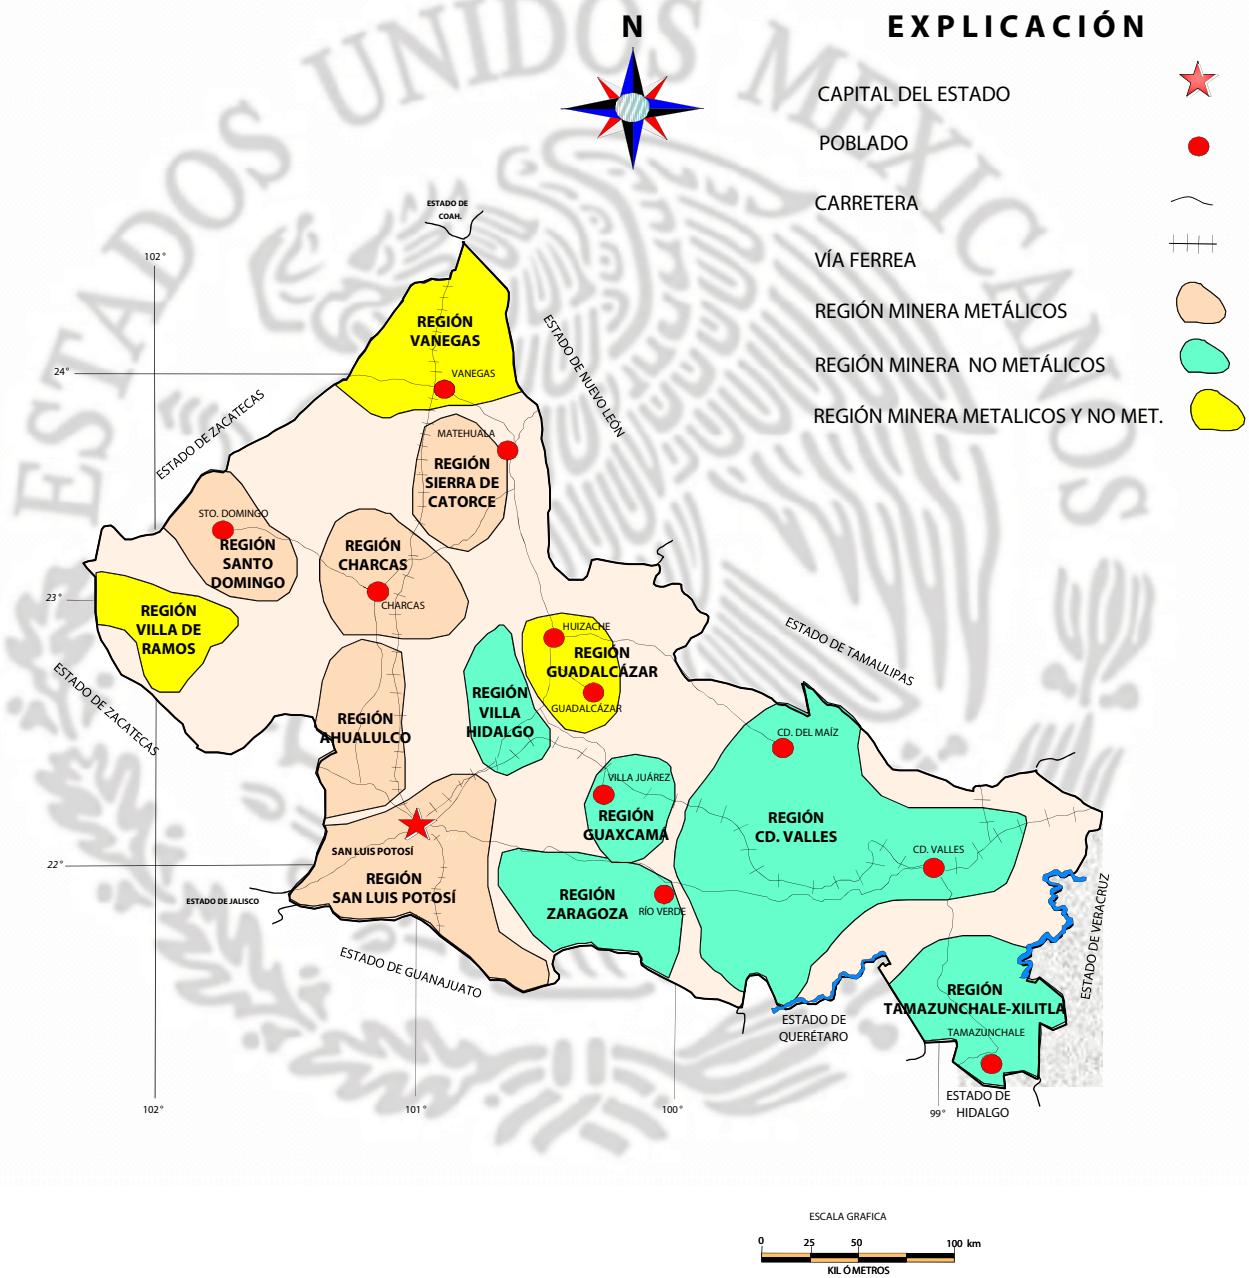 ESTADOS UNIDOS MEXICANOS
N
EXPLICACIÓN
CAPITAL DEL ESTADO
POBLADO
CARRETERA
VÍA FERREA
REGIÓN MINERA METÁLICOS
REGIÓN MINERA NO METÁLICOS
REGIÓN MINERA METALICOS Y NO MET.
ESTADO DE
COAH.
102°
24°
23°
22°
REGIÓN
VANEGAS
VANEGAS
ESTADO DE NUEVO LEÓN
ESTADO DE ZACATECAS
MATEHUALA
REGIÓN
SIERRA DE
CATORCE
STO. DOMINGO
REGIÓN
SANTO
DOMINGO
REGIÓN
CHARCAS
CHARCAS
REGIÓN
VILLA DE
RAMOS
ESTADO DE ZACATECAS
HUIZACHE
REGIÓN
GUADALCÁZAR
GUADALCÁZAR
ESTADO DE TAMAULIPAS
REGIÓN
VILLA
HIDALGO
REGIÓN
AHUALULCO
CD. DEL MAÍZ
VILLA JUÁREZ
REGIÓN
GUAXCAMÁ
REGIÓN
CD. VALLES
CD. VALLES
SAN LUIS POTOSÍ
REGIÓN
SAN LUIS POTOSÍ
ESTADO DE JALISCO
REGIÓN
ZARAGOZA
RÍO VERDE
ESTADO DE VERACRUZ
ESTADO DE GUANAJUATO
REGIÓN
TAMAZUNCHALE-XILITLA
TAMAZUNCHALE
ESTADO DE
QUERÉTARO
ESTADO DE
HIDALGO
102°
101°
100°
99°
ESCALA GRAFICA
0 25 50 100 km
KILÓMETROS